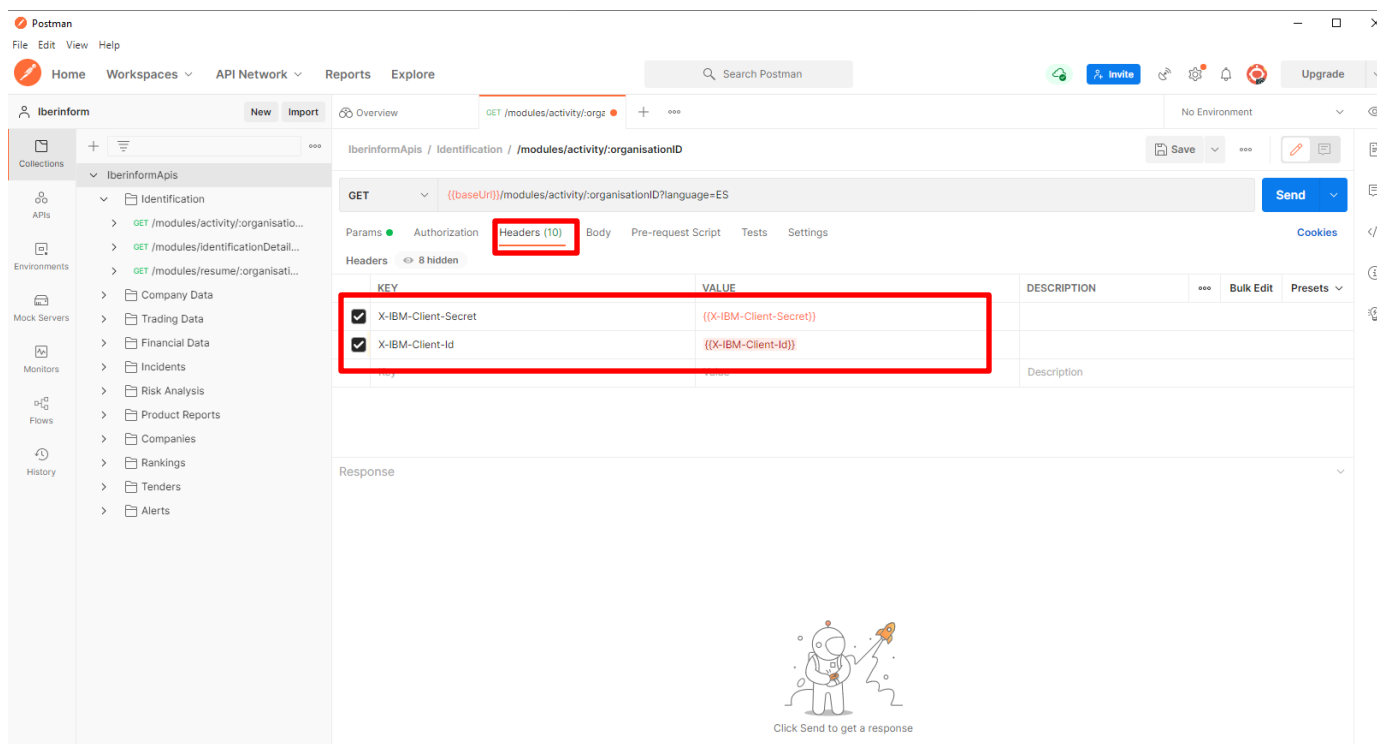 Postman
File Edit View Help
Home Workspaces API Network Reports Explore Search Postman Invite Upgrade
Iberinform New Import Overview GET /modules/activity/:orga No Environment
Collections
APIs
Environments
Mock Servers
Monitors
Flows
History
IberinformApis
Identification
GET /modules/activity/:organisatio...
GET /modules/identificationDetail...
GET /modules/resume/:organisati...
Company Data
Trading Data
Financial Data
Incidents
Risk Analysis
Product Reports
Companies
Rankings
Tenders
Alerts
IberinformApis / Identification / /modules/activity/:organisationID Save
GET {{baseUrl}}/modules/activity/:organisationID?language=ES Send
Params Authorization Headers (10) Body Pre-request Script Tests Settings Cookies
Headers 8 hidden
KEY VALUE DESCRIPTION Bulk Edit Presets
X-IBM-Client-Secret {{X-IBM-Client-Secret}}
X-IBM-Client-Id {{X-IBM-Client-Id}}
Key Value Description
Response
Click Send to get a response